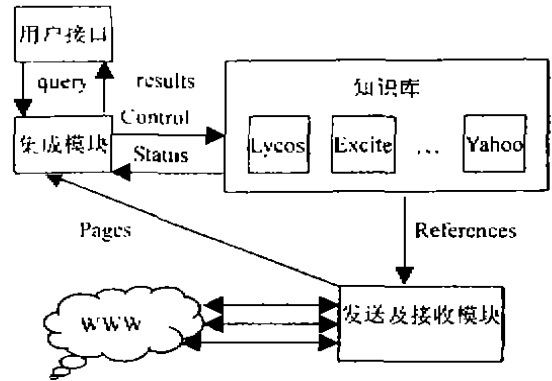 用户接口
query results
Control
知识库
集成模块
Lycos Excite ... Yahoo
Status
Pages
References
发送及接收模块
WWW